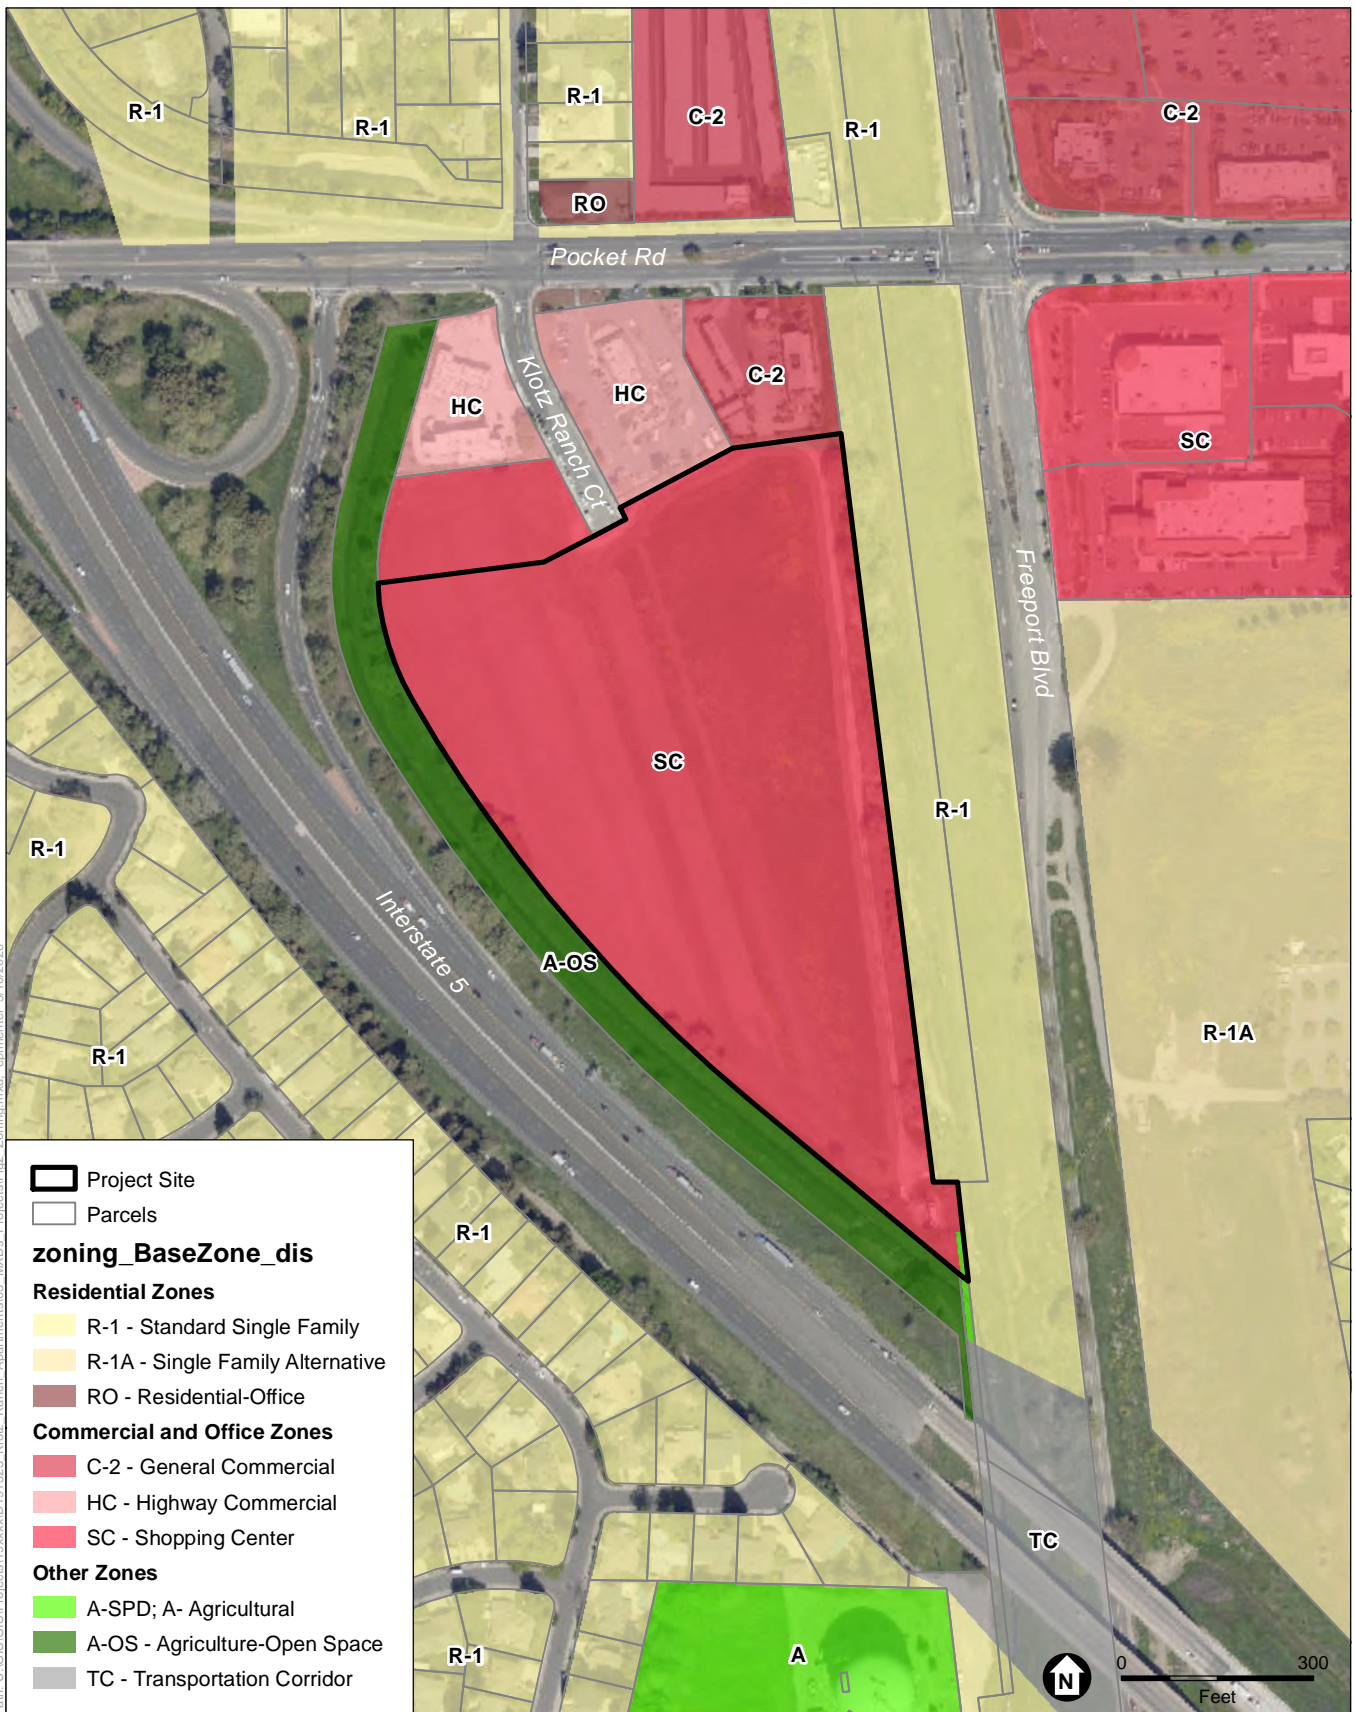 R-1
R-1
R-1
C-2
R-1
C-2
RO
Pocket Rd
Klotz Ranch Ct
HC
HC
C-2
SC
Freeport Blvd
SC
R-1
R-1
Interstate 5
A-OS
R-1A
R-1
R-1
TC
R-1
A
Project Site
Parcels
zoning_BaseZone_dis
Residential Zones
R-1 - Standard Single Family
R-1A - Single Family Alternative
RO - Residential-Office
Commercial and Office Zones
C-2 - General Commercial
HC - Highway Commercial
SC - Shopping Center
Other Zones
A-SPD; A- Agricultural
A-OS - Agriculture-Open Space
TC - Transportation Corridor
N
0 300
Feet